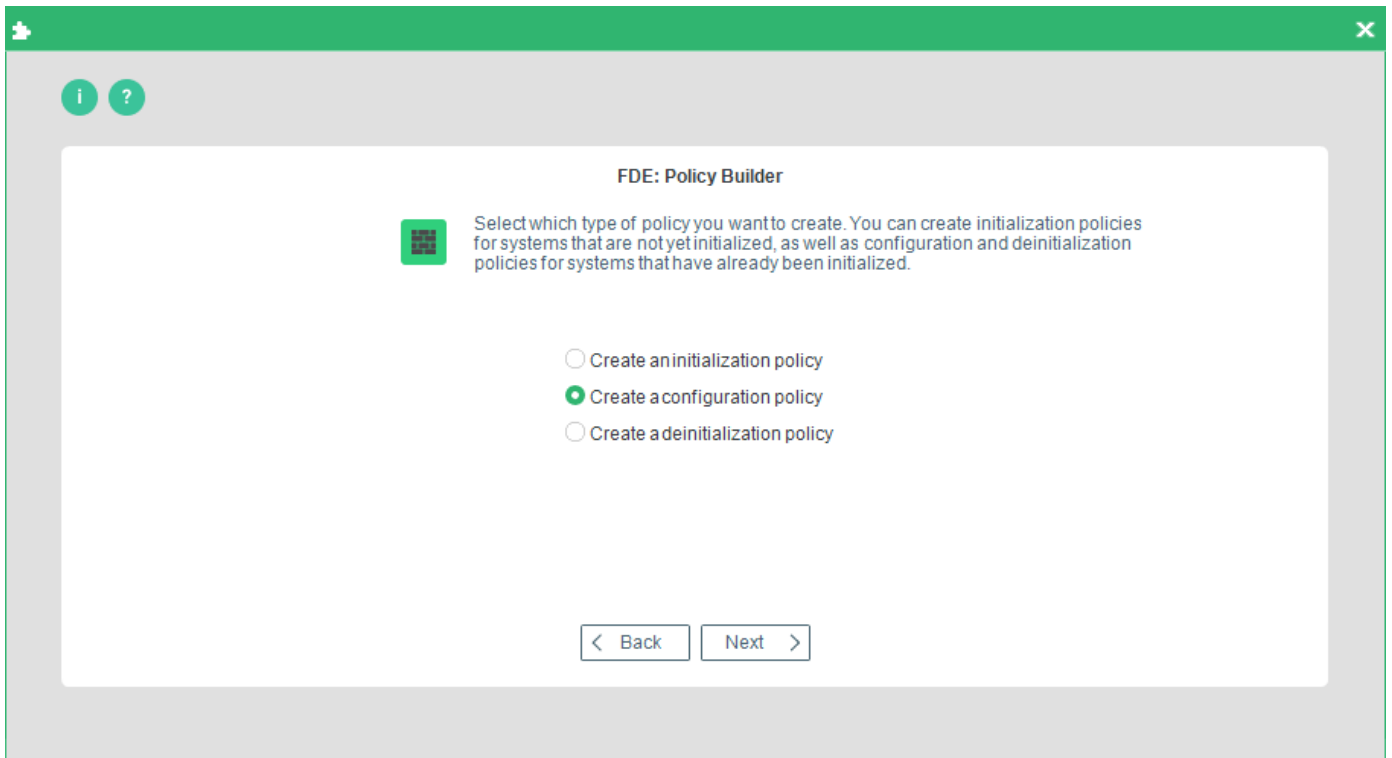 i ?
FDE: Policy Builder
Select which type of policy you want to create. You can create initialization policies
for systems that are not yet initialized, as well as configuration and deinitialization
policies for systems that have already been initialized.
Create an initialization policy
Create a configuration policy
Create a deinitialization policy
Back Next